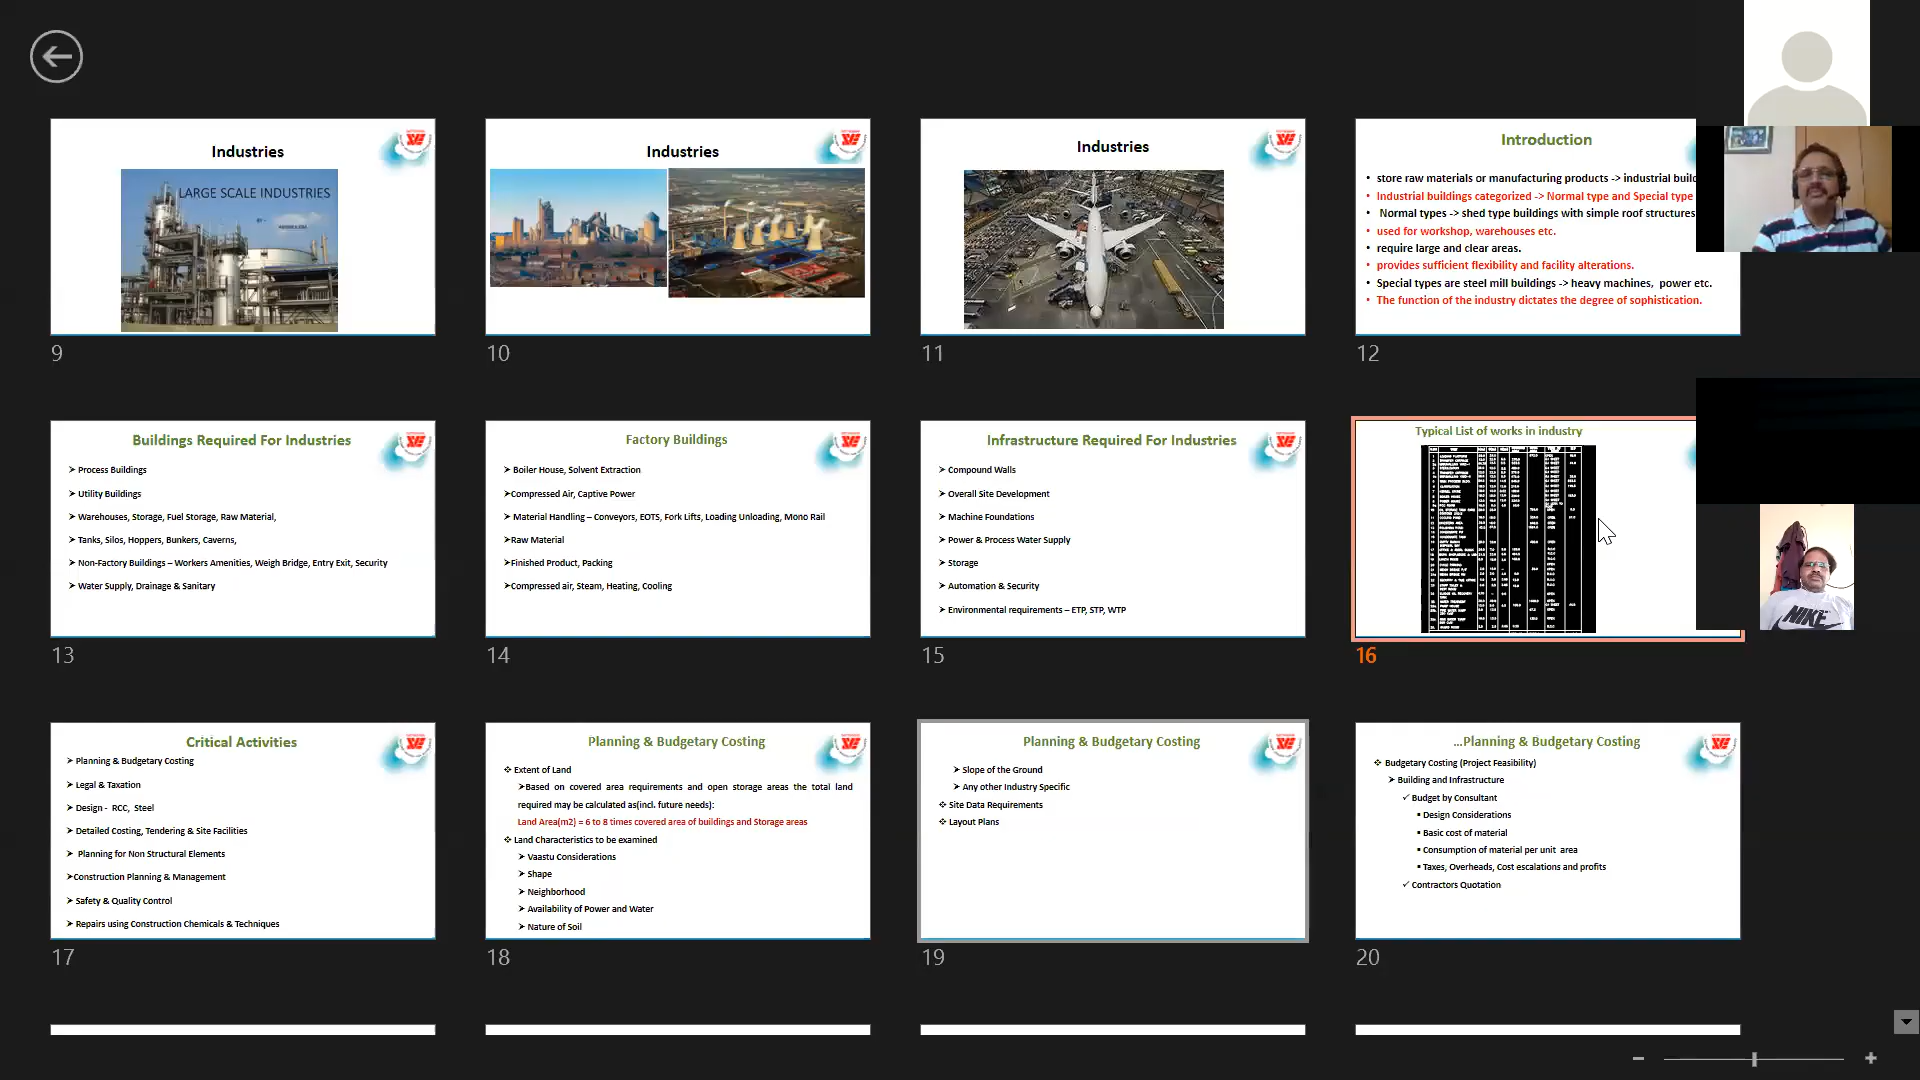 Industries
LARGE SCALE INDUSTRIES
9
Industries
10
Industries
11
Introduction
• store raw materials or manufacturing products -> industrial build
• Industrial buildings categorized -> Normal type and Special type
• Normal types -> shed type buildings with simple roof structures
• used for workshop, warehouses etc.
• require large and clear areas.
• provides sufficient flexibility and facility alterations.
• Special types are steel mill buildings -> heavy machines, power etc.
• The function of the industry dictates the degree of sophistication.
12
Buildings Required For Industries
➢ Process Buildings
➢ Utility Buildings
➢ Warehouses, Storage, Fuel Storage, Raw Material,
➢ Tanks, Silos, Hoppers, Bunkers, Caverns,
➢ Non-Factory Buildings – Workers Amenities, Weigh Bridge, Entry Exit, Security
➢ Water Supply, Drainage & Sanitary
13
Factory Buildings
➢ Boiler House, Solvent Extraction
➢Compressed Air, Captive Power
➢ Material Handling – Conveyors, EOTS, Fork Lifts, Loading Unloading, Mono Rail
➢Raw Material
➢Finished Product, Packing
➢Compressed air, Steam, Heating, Cooling
14
Infrastructure Required For Industries
➢ Compound Walls
➢ Overall Site Development
➢ Machine Foundations
➢ Power & Process Water Supply
➢ Storage
➢ Automation & Security
➢ Environmental requirements – ETP, STP, WTP
15
Typical List of works in industry
16
NIKE
Critical Activities
➢ Planning & Budgetary Costing
➢ Legal & Taxation
➢ Design - RCC, Steel
➢ Detailed Costing, Tendering & Site Facilities
➢ Planning for Non Structural Elements
➢Construction Planning & Management
➢ Safety & Quality Control
➢ Repairs using Construction Chemicals & Techniques
17
Planning & Budgetary Costing
❖ Extent of Land
➢Based on covered area requirements and open storage areas the total land
required may be calculated as(incl. future needs):
Land Area(m2) = 6 to 8 times covered area of buildings and Storage areas
❖ Land Characteristics to be examined
➢ Vaastu Considerations
➢ Shape
➢ Neighborhood
➢ Availability of Power and Water
➢ Nature of Soil
18
Planning & Budgetary Costing
➢ Slope of the Ground
➢ Any other Industry Specific
❖ Site Data Requirements
❖ Layout Plans
19
...Planning & Budgetary Costing
❖ Budgetary Costing (Project Feasibility)
➢ Building and Infrastructure
✓ Budget by Consultant
▪ Design Considerations
▪ Basic cost of material
▪ Consumption of material per unit area
▪ Taxes, Overheads, Cost escalations and profits
✓ Contractors Quotation
20